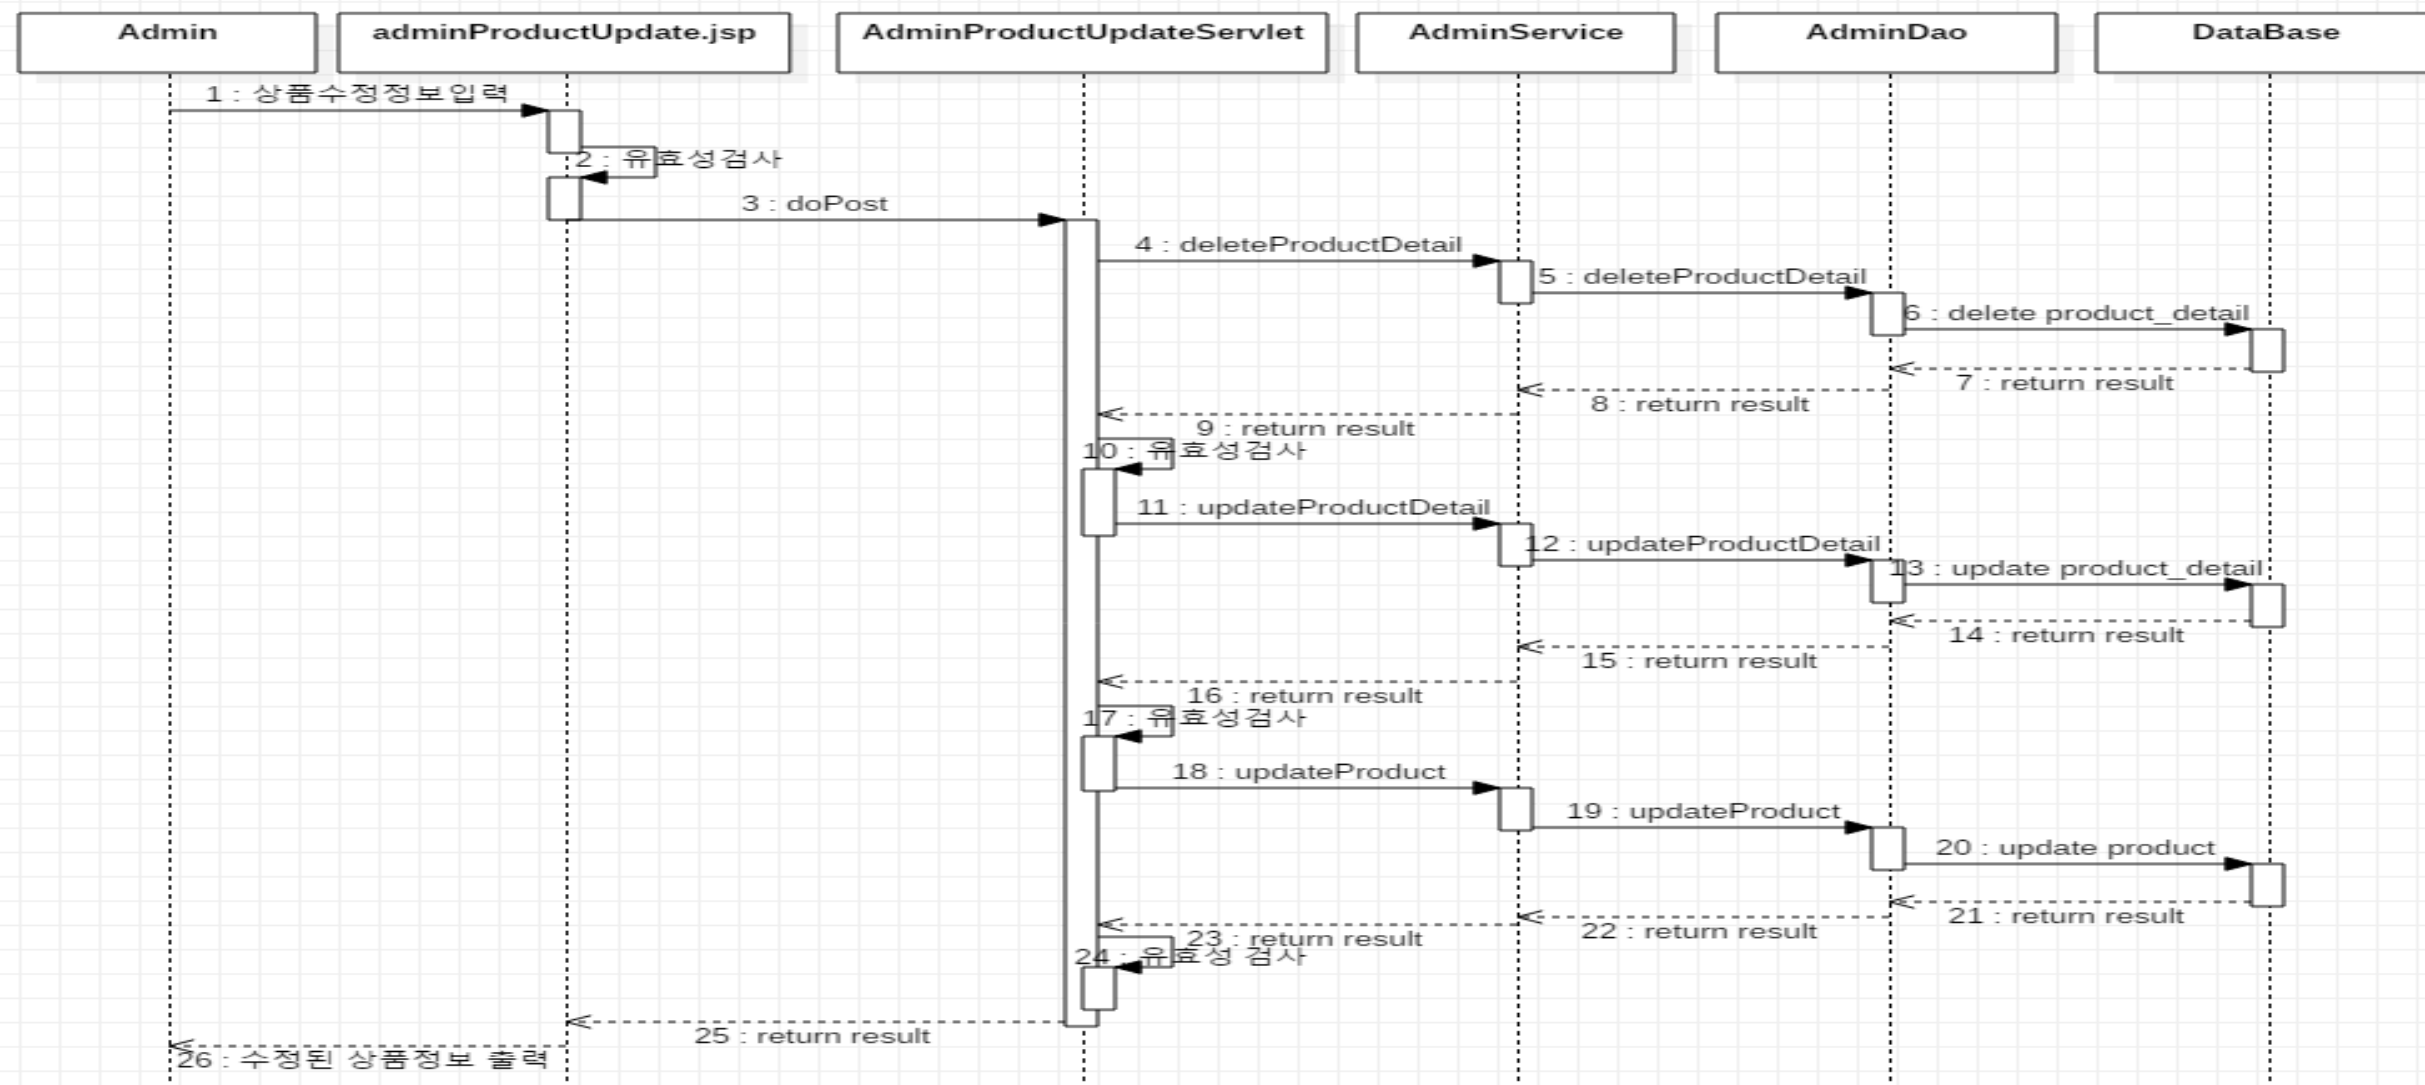 Admin
adminProductUpdate.jsp
AdminProductUpdateServlet
AdminService
AdminDao
DataBase
1 : 상품수정정보입력
2 : 유효성검사
3 : doPost
4 : deleteProductDetail
5 : deleteProductDetail
6 : delete product_detail
7 : return result
8 : return result
9 : return result
10 : 유효성검사
11 : updateProductDetail
12 : updateProductDetail
13 : update product_detail
14 : return result
15 : return result
16 : return result
17 : 유효성검사
18 : updateProduct
19 : updateProduct
20 : update product
21 : return result
22 : return result
23 : return result
24 : 유효성 검사
25 : return result
26 : 수정된 상품정보 출력